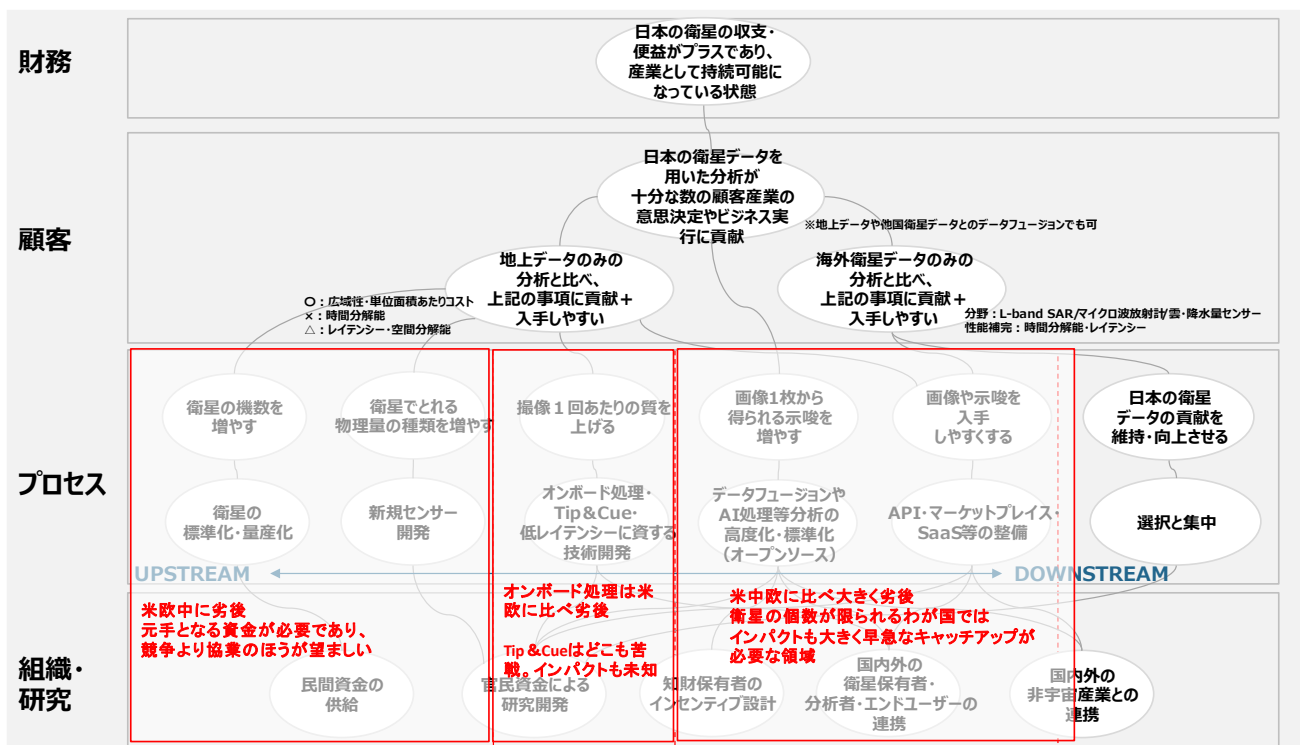 財務
日本の衛星の収支・
便益がプラスであり、
産業として持続可能に
なっている状態
顧客
日本の衛星データを
用いた分析が
十分な数の顧客産業の
意思決定やビジネス実
行に貢献
※地上データや他国衛星データとのデータフュージョンでも可
地上データのみの
分析と比べ、
上記の事項に貢献＋
入手しやすい
海外衛星データのみの
分析と比べ、
上記の事項に貢献＋
入手しやすい
○：広域性・単位面積あたりコスト
×：時間分解能
△：レイテンシー・空間分解能
分野：L-band SAR/マイクロ波放射計/雲・降水量センサー
性能補完：時間分解能・レイテンシー
プロセス
衛星の機数を
増やす
衛星でとれる
物理量の種類を増やす
撮像１回あたりの質を
上げる
画像1枚から
得られる示唆を
増やす
画像や示唆を
入手
しやすくする
日本の衛星
データの貢献を
維持・向上させる
衛星の
標準化・量産化
新規センサー
開発
オンボード処理・
Tip＆Cue・
低レイテンシーに資する
技術開発
データフュージョンや
AI処理等分析の
高度化・標準化
（オープンソース）
API・マーケットプレイス・
SaaS等の整備
選択と集中
UPSTREAM
DOWNSTREAM
組織・
研究
米欧中に劣後
元手となる資金が必要であり、
競争より協業のほうが望ましい
オンボード処理は米
欧に比べ劣後
Tip＆Cueはどこも苦
戦。インパクトも未知
米中欧に比べ大きく劣後
衛星の個数が限られるわが国では
インパクトも大きく早急なキャッチアップが
必要な領域
民間資金の
供給
官民資金による
研究開発
知財保有者の
インセンティブ設計
国内外の
衛星保有者・
分析者・エンドユーザーの
連携
国内外の
非宇宙産業との
連携